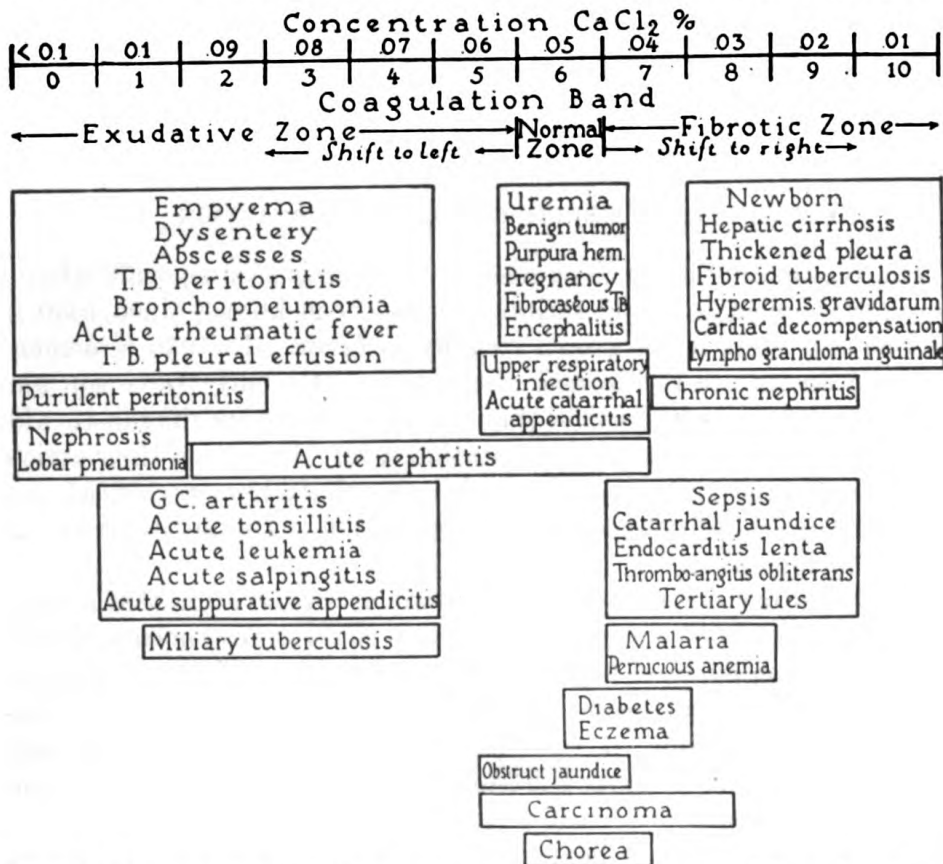 Concentration CaCl2 %
<.01 .01 .09 .08 .07 .06 .05 .04 .03 .02 .01
0 1 2 3 4 5 6 7 8 9 10
Coagulation Band
Exudative Zone Normal Fibrotic Zone
Shift to left Zone Shift to right
Empyema
Dysentery
Abscesses
T.B. Peritonitis
Bronchopneumonia
Acute rheumatic fever
T.B. pleural effusion
Uremia
Benign tumor
Purpura hem.
Pregnancy
Fibrocaseous TB
Encephalitis
Newborn
Hepatic cirrhosis
Thickened pleura
Fibroid tuberculosis
Hyperemis gravidarum
Cardiac decompensation
Lympho granuloma inguinale
Upper respiratory
infection
Acute catarrhal
appendicitis
Purulent peritonitis
Chronic nephritis
Nephrosis
Lobar pneumonia
Acute nephritis
G.C. arthritis
Acute tonsillitis
Acute leukemia
Acute salpingitis
Acute suppurative appendicitis
Sepsis
Catarrhal jaundice
Endocarditis lenta
Thrombo-angitis obliterans
Tertiary lues
Miliary tuberculosis
Malaria
Pernicious anemia
Diabetes
Eczema
Obstruct jaundice
Carcinoma
Chorea